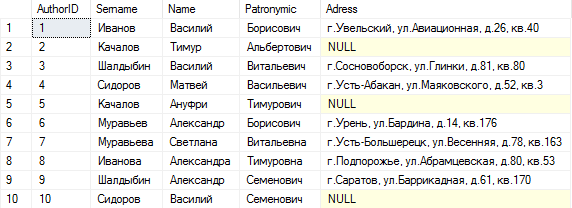 AuthorID Sername Name Patronymic Adress
1 1 Иванов Василий Борисович г.Увельский, ул.Авиационная, д.26, кв.40
2 2 Качалов Тимур Альбертович NULL
3 3 Шалдыбин Василий Витальевич г.Сосновоборск, ул.Глинки, д.81, кв.80
4 4 Сидоров Матвей Васильевич г.Усть-Абакан, ул.Маяковского, д.52, кв.3
5 5 Качалов Ануфри Тимурович NULL
6 6 Муравьев Александр Борисович г.Урень, ул.Бардина, д.14, кв.176
7 7 Муравьева Светлана Витальевна г.Усть-Большерецк, ул.Весенняя, д.78, кв.163
8 8 Иванова Александра Тимуровна г.Подпорожье, ул.Абрамцевская, д.80, кв.53
9 9 Шалдыбин Александр Семенович г.Саратов, ул.Баррикадная, д.61, кв.170
10 10 Сидоров Василий Семенович NULL